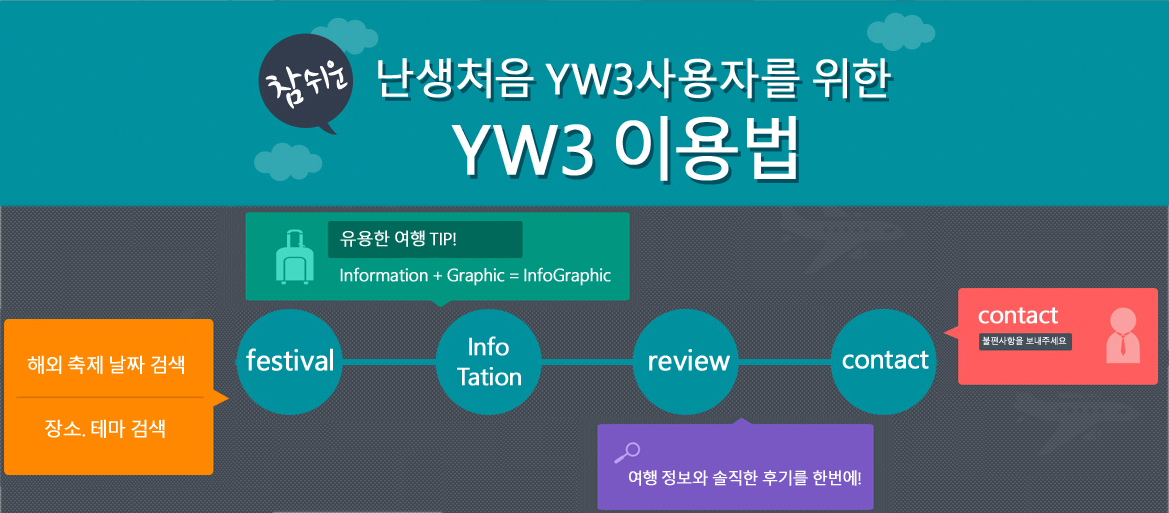 참쉬운
난생처음 YW3사용자를 위한
YW3 이용법
유용한 여행 TIP!
Information + Graphic = InfoGraphic
해외 축제 날짜 검색
장소. 테마 검색
festival
Info
Tation
review
contact
contact
불편사항을 보내주세요
여행 정보와 솔직한 후기를 한번에!